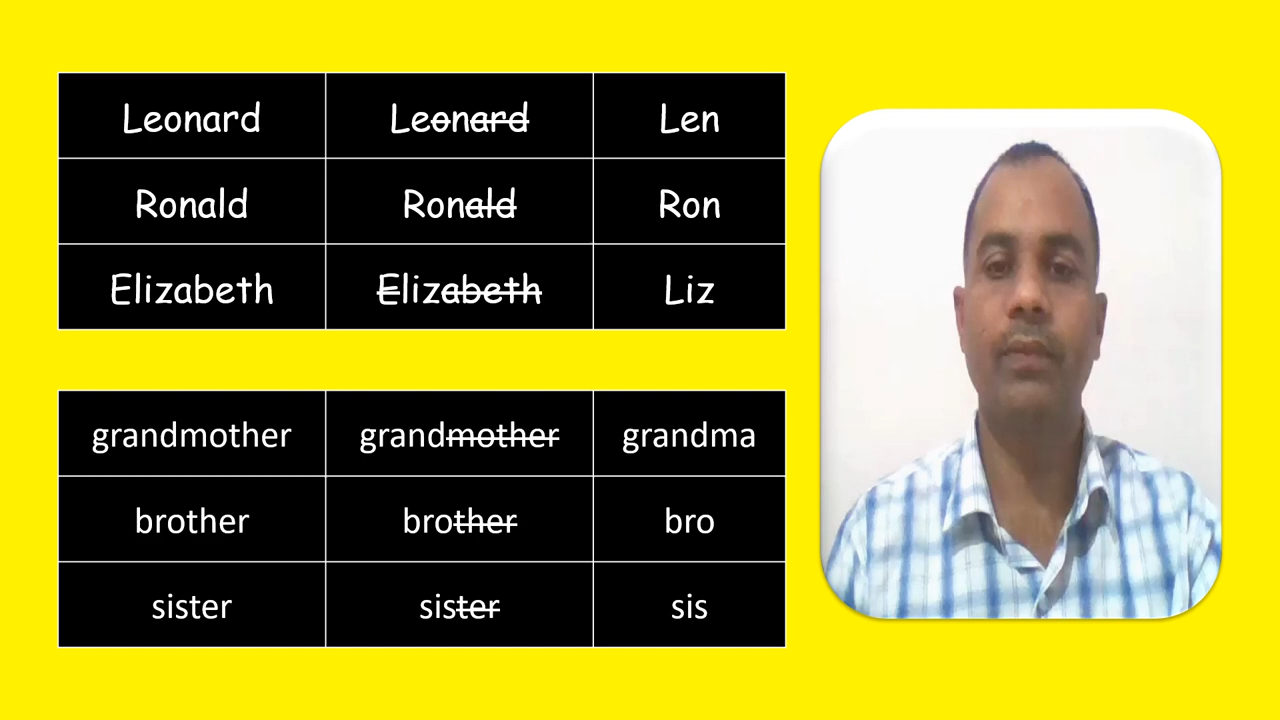 Leonard Leonard Len
Ronald Ronald Ron
Elizabeth Elizabeth Liz
grandmother grandmother grandma
brother brother bro
sister sister sis